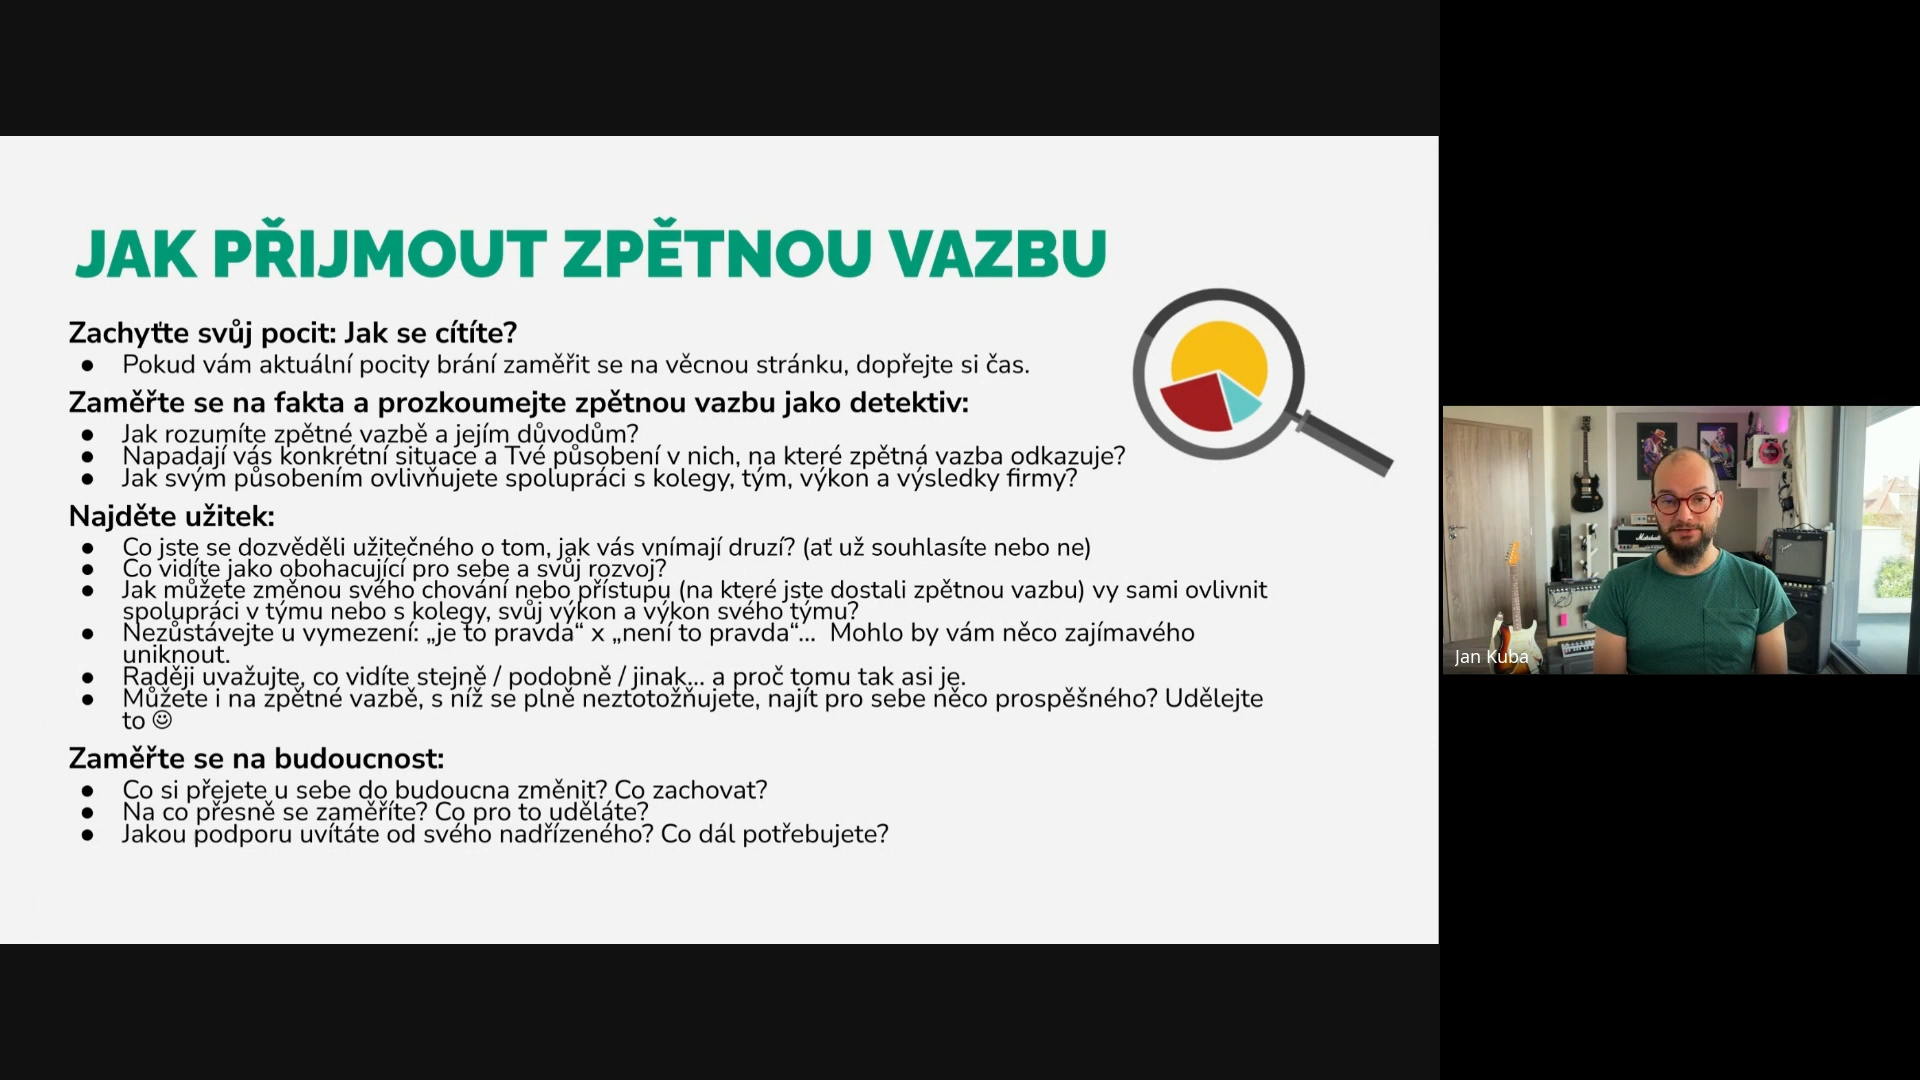 JAK PŘIJMOUT ZPĚTNOU VAZBU
Zachyťte svůj pocit: Jak se cítíte?
● Pokud vám aktuální pocity brání zaměřit se na věcnou stránku, dopřejte si čas.
Zaměřte se na fakta a prozkoumejte zpětnou vazbu jako detektiv:
● Jak rozumíte zpětné vazbě a jejím důvodům?
● Napadají vás konkrétní situace a Tvé působení v nich, na které zpětná vazba odkazuje?
● Jak svým působením ovlivňujete spolupráci s kolegy, tým, výkon a výsledky firmy?
Najděte užitek:
● Co jste se dozvěděli užitečného o tom, jak vás vnímají druzí? (ať už souhlasíte nebo ne)
● Co vidíte jako obohacující pro sebe a svůj rozvoj?
● Jak můžete změnou svého chování nebo přístupu (na které jste dostali zpětnou vazbu) vy sami ovlivnit
spolupráci v týmu nebo s kolegy, svůj výkon a výkon svého týmu?
● Nezůstávejte u vymezení: „je to pravda“ x „není to pravda“... Mohlo by vám něco zajímavého
uniknout.
● Raději uvažujte, co vidíte stejně / podobně / jinak... a proč tomu tak asi je.
● Můžete i na zpětné vazbě, s níž se plně neztotožňujete, najít pro sebe něco prospěšného? Udělejte
to ☺
Zaměřte se na budoucnost:
● Co si přejete u sebe do budoucna změnit? Co zachovat?
● Na co přesně se zaměříte? Co pro to uděláte?
● Jakou podporu uvítáte od svého nadřízeného? Co dál potřebujete?
Marshall
Jan Kuba